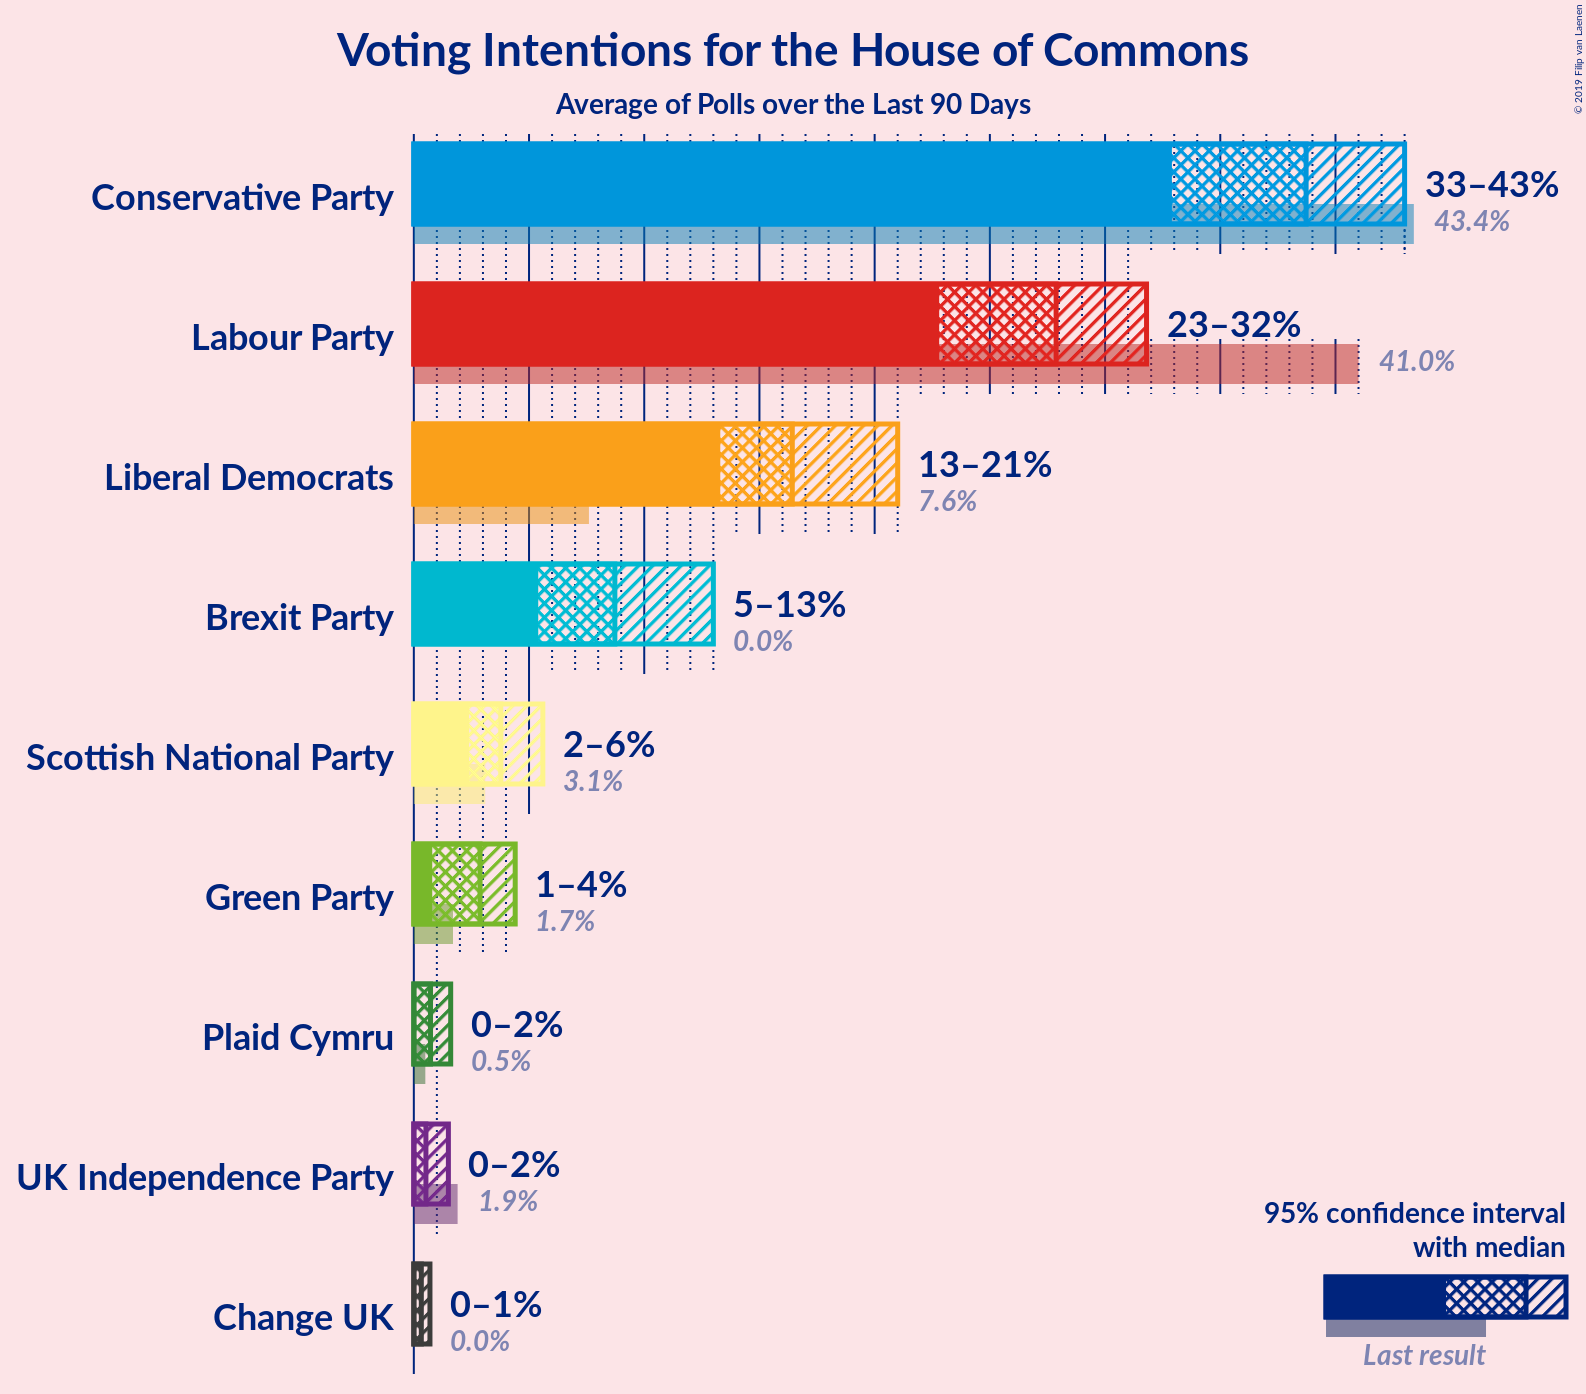 Voting Intentions for the House of Commons
Average of Polls over the Last 90 Days
© 2019 Filip van Laenen
Conservative Party
33–43%
43.4%
Labour Party
23–32%
41.0%
Liberal Democrats
13–21%
7.6%
Brexit Party
5–13%
0.0%
Scottish National Party
2–6%
3.1%
Green Party
1–4%
1.7%
Plaid Cymru
0–2%
0.5%
UK Independence Party
0–2%
1.9%
Change UK
0–1%
0.0%
95% confidence interval
with median
Last result